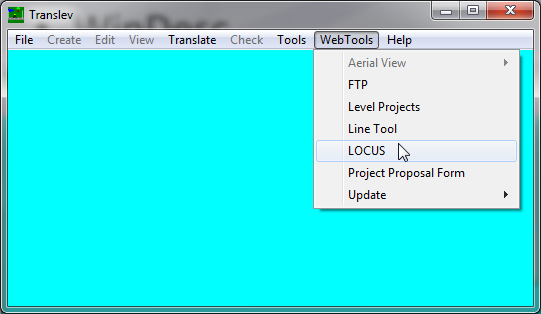 Translev
File Create Edit View Translate Check Tools WebTools Help
Aerial View
FTP
Level Projects
Line Tool
LOCUS
Project Proposal Form
Update